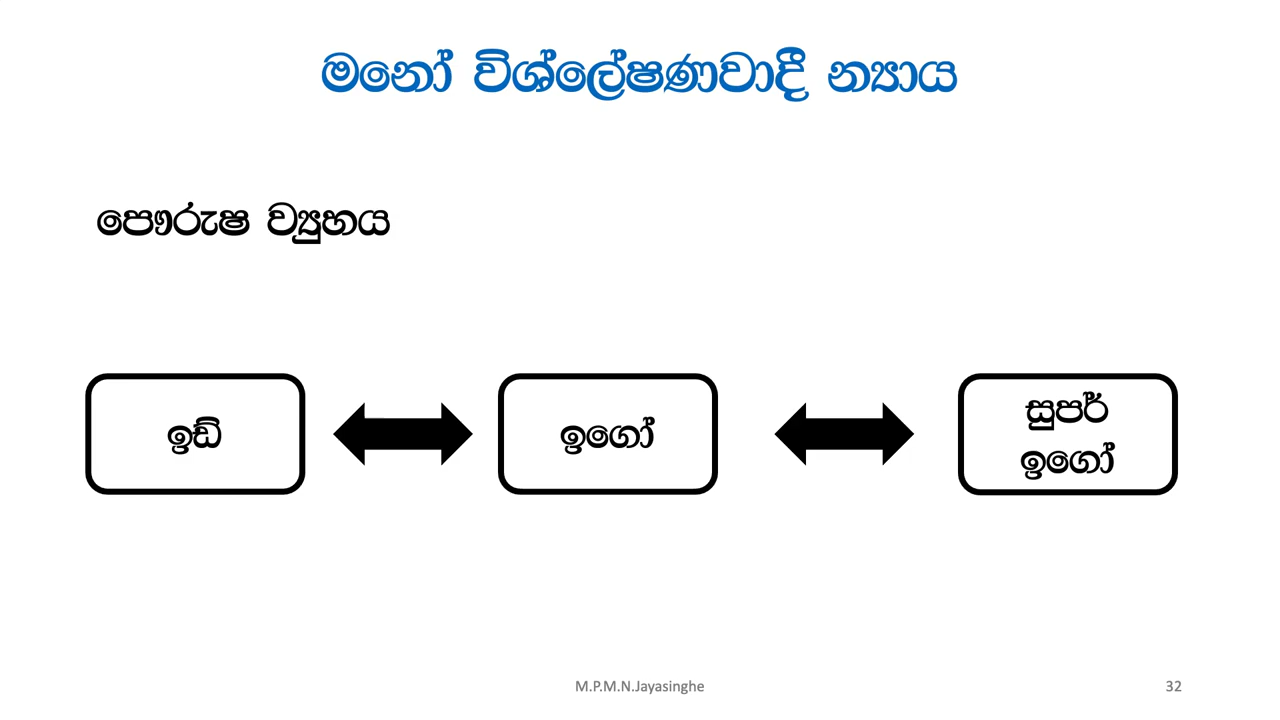 මනෝ විශ්ලේෂණවාදී න්‍යාය
පෞරුෂ ව්‍යුහය
ඉඩ්
ඉගෝ
සුපර්
ඉගෝ
M.P.M.N.Jayasinghe
32